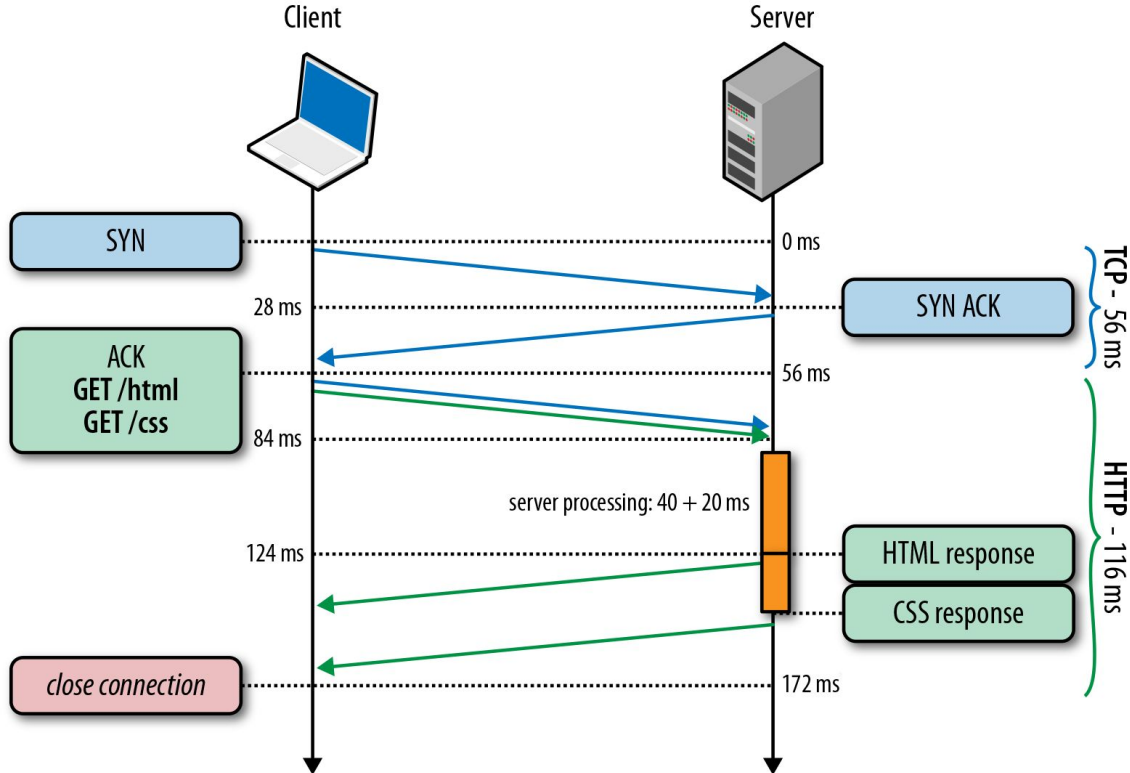 Client
Server
SYN
0 ms
28 ms
SYN ACK
TCP - 56 ms
ACK
GET /html
GET /css
56 ms
84 ms
server processing: 40 + 20 ms
124 ms
HTML response
CSS response
HTTP - 116 ms
close connection
172 ms